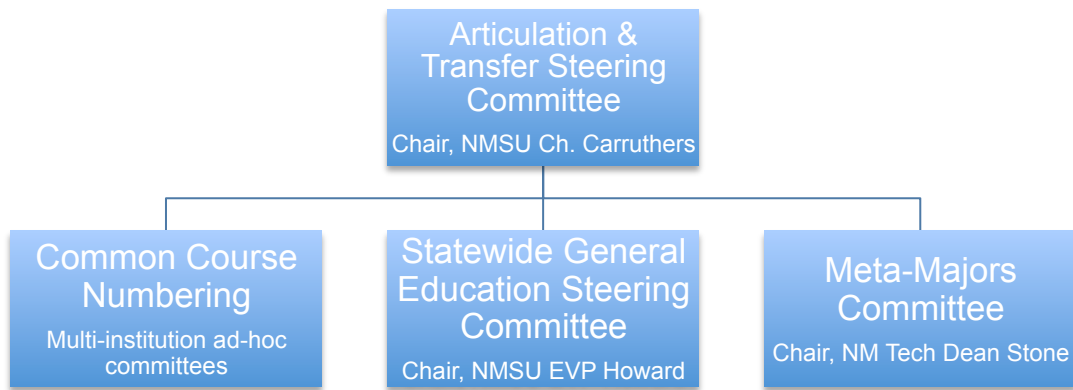 Articulation &
Transfer Steering
Committee
Chair, NMSU Ch. Carruthers
Common Course
Numbering
Multi-institution ad-hoc
committees
Statewide General
Education Steering
Committee
Chair, NMSU EVP Howard
Meta-Majors
Committee
Chair, NM Tech Dean Stone